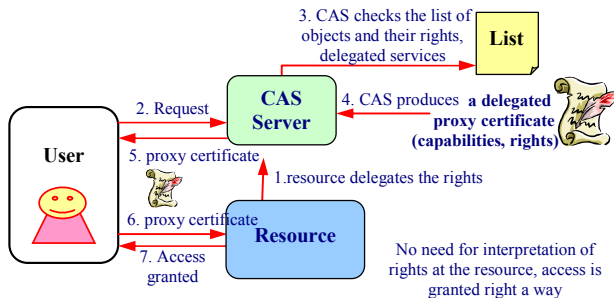 3. CAS checks the list of
objects and their rights,
delegated services
List
CAS
Server
2. Request
4. CAS produces
a delegated
proxy certificate
(capabilities, rights)
User
5. proxy certificate
1.resource delegates the rights
6. proxy certificate
Resource
7. Access
granted
No need for interpretation of
rights at the resource, access is
granted right a way